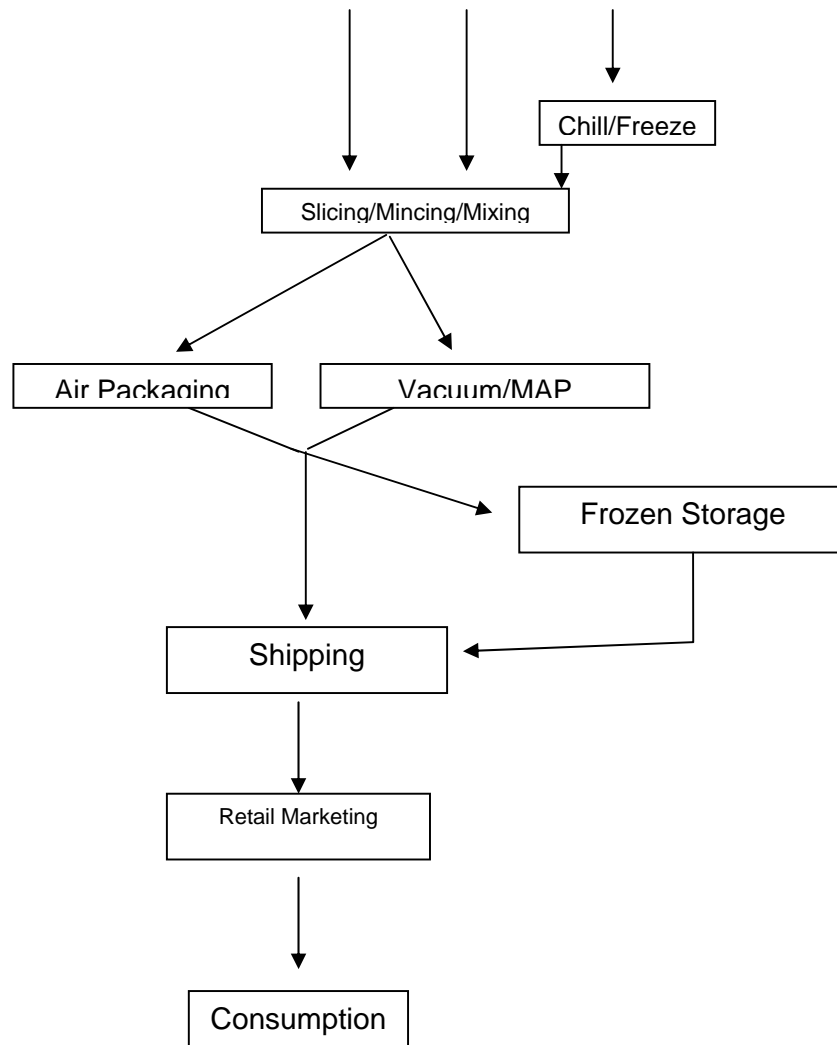 Chill/Freeze
Slicing/Mincing/Mixing
Air Packaging
Vacuum/MAP
Frozen Storage
Shipping
Retail Marketing
Consumption